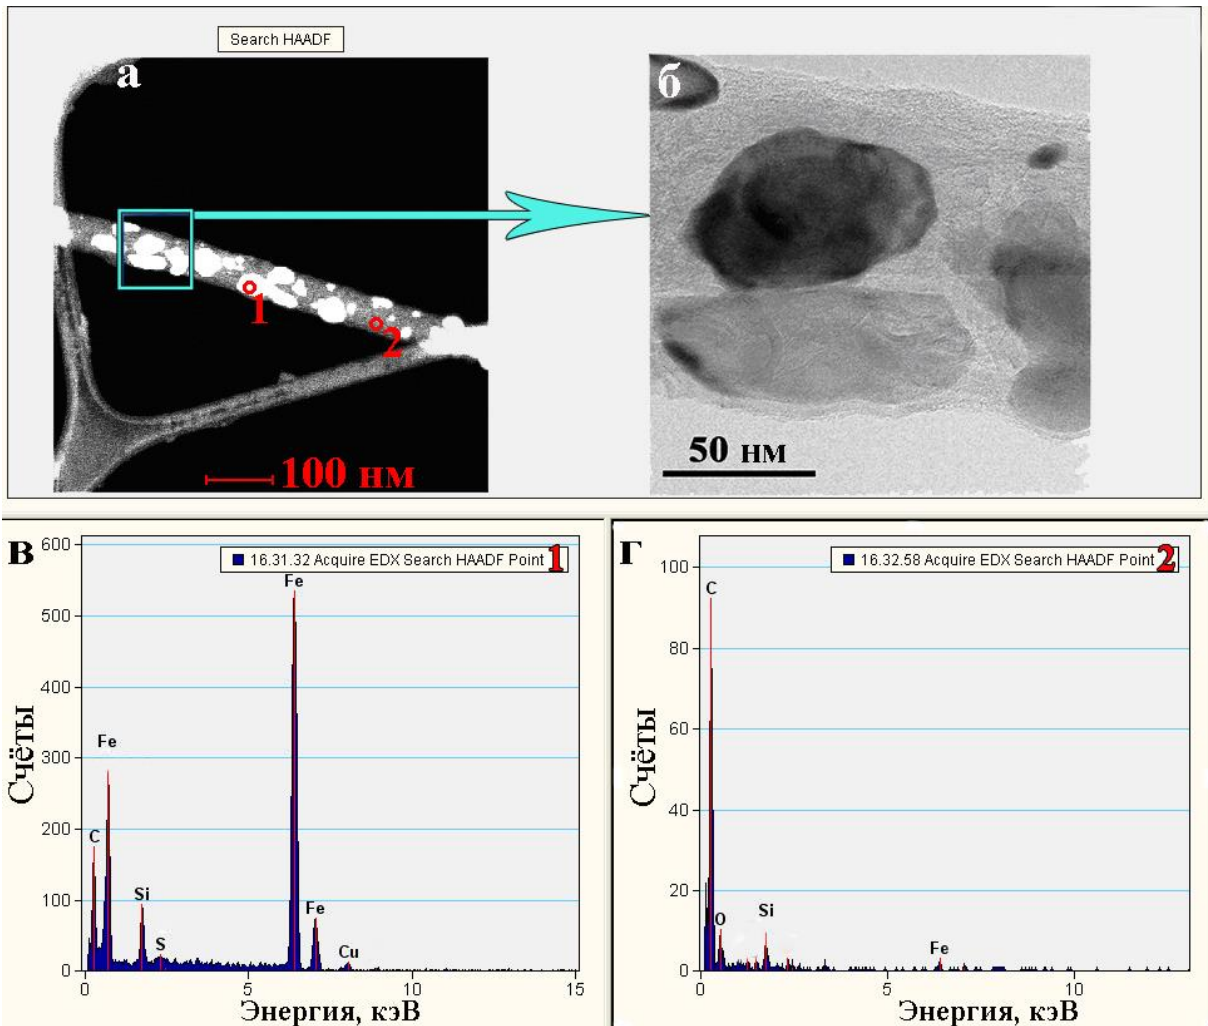 Search HAADF
а
б
1
2
100 нм
50 нм
в
16.31.32 Acquire EDX Search HAADF Point 1
600
500
400
300
200
100
0
Счёты
C
Fe
Si
S
Fe
Fe
Cu
0
5
10
15
Энергия, кэВ
г
16.32.58 Acquire EDX Search HAADF Point 2
100
80
60
40
20
0
Счёты
C
O
Si
Fe
0
5
10
Энергия, кэВ